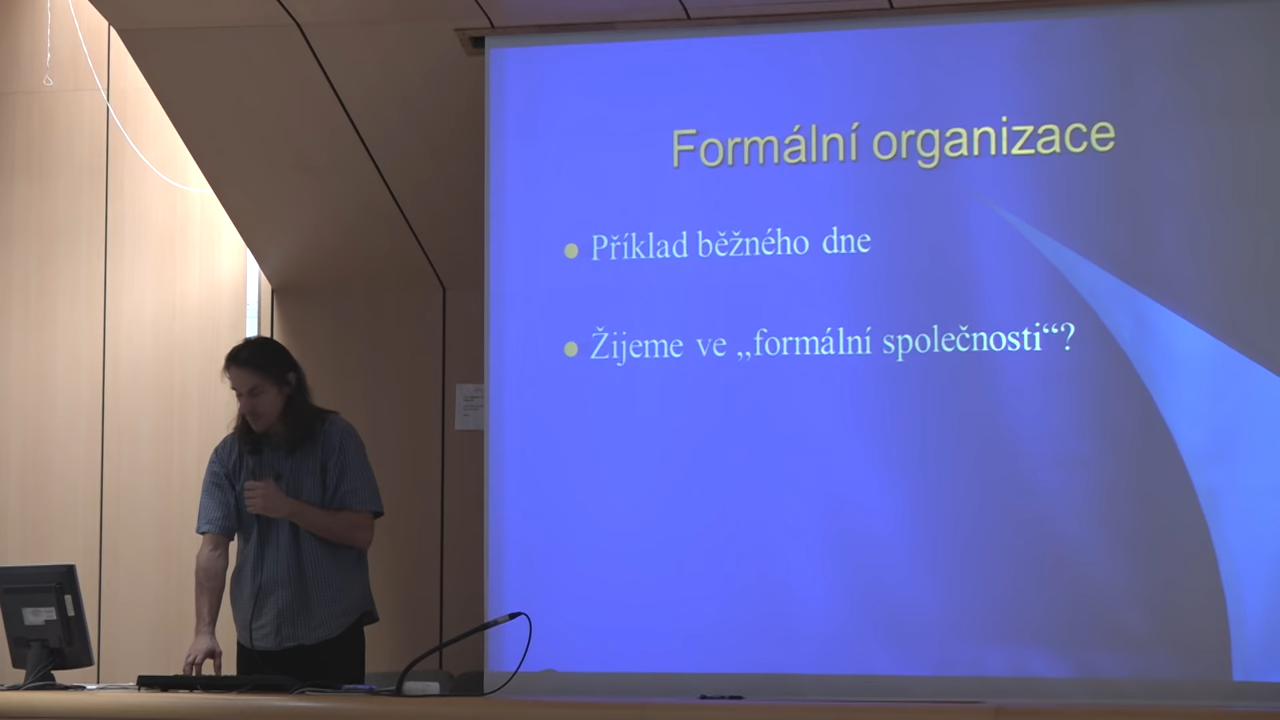 Formální organizace
Příklad běžného dne
Žijeme ve „formální společnosti“?